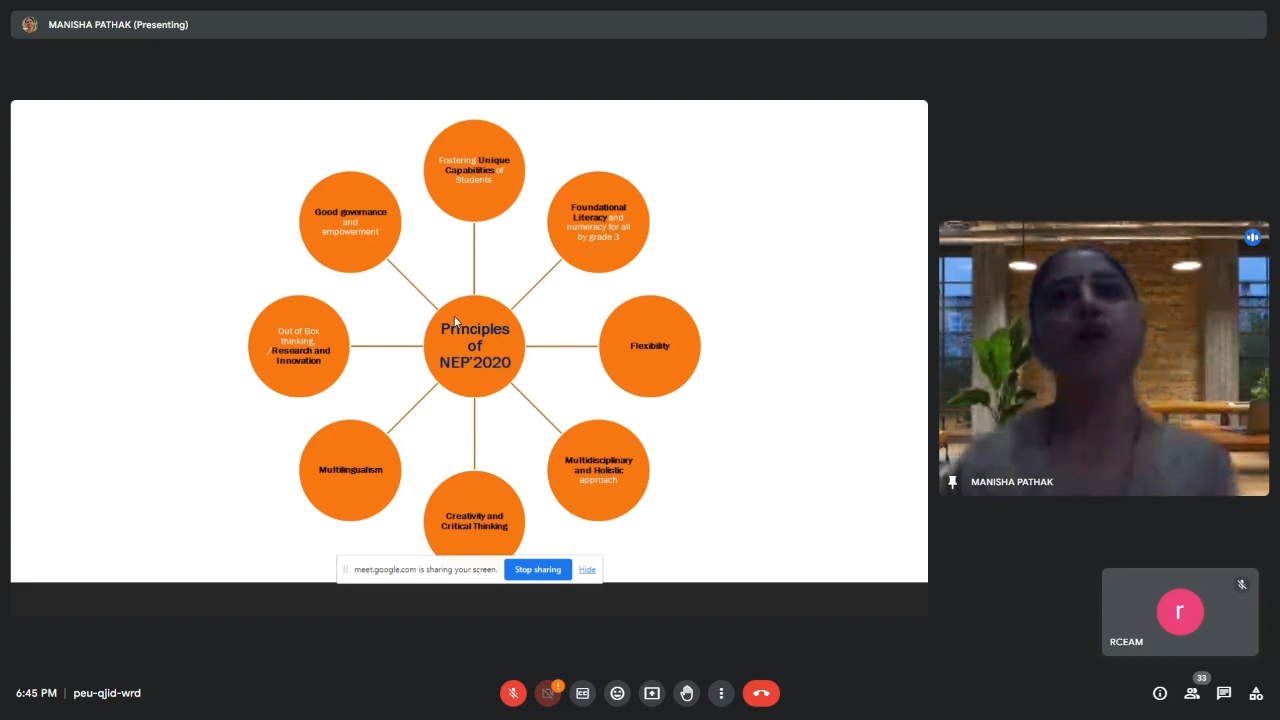 MANISHA PATHAK (Presenting)
Fostering Unique
Capabilities of
Students
Good governance
and
empowerment
Foundational
Literacy and
numeracy for all
by grade 3
Out of Box
thinking,
/Research and
Innovation
Principles
of
NEP'2020
Flexibility
Multilingualism
Multidisciplinary
and Holistic
approach
Creativity and
Critical Thinking
meet.google.com is sharing your screen.
Stop sharing
Hide
MANISHA PATHAK
r
RCEAM
6:45 PM | peu-qjid-wrd
!
33